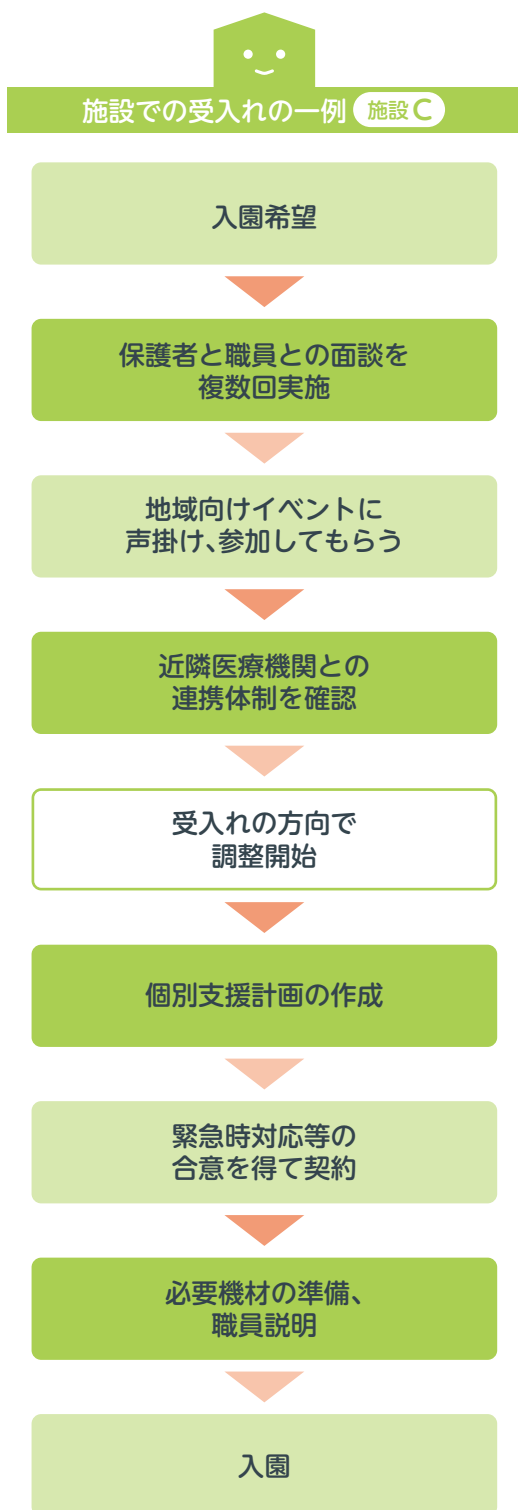 施設での受入れの一例 施設C
入園希望
保護者と職員との面談を
複数回実施
地域向けイベントに
声掛け、参加してもらう
近隣医療機関との
連携体制を確認
受入れの方向で
調整開始
個別支援計画の作成
緊急時対応等の
合意を得て契約
必要機材の準備、
職員説明
入園